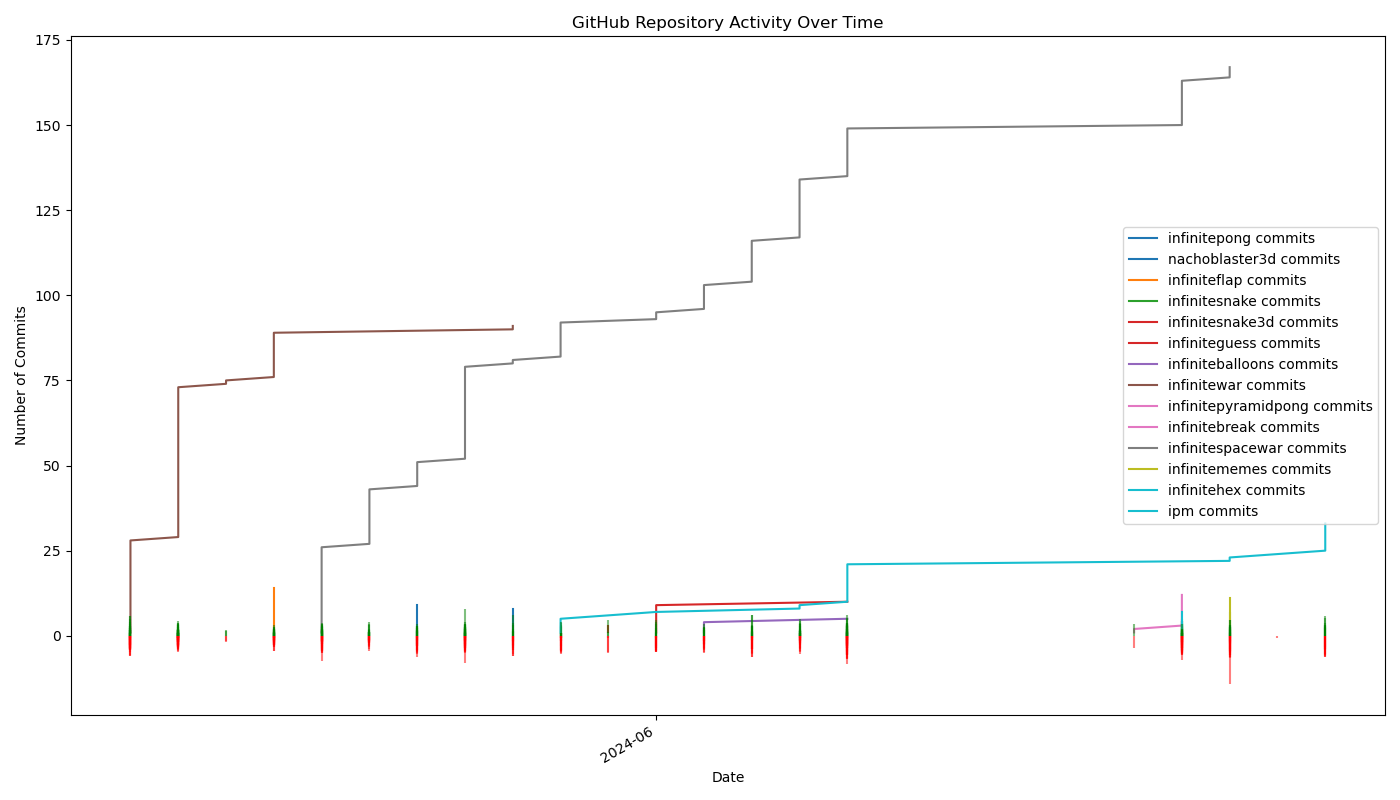 GitHub Repository Activity Over Time
175
150
125
100
75
50
25
0
Number of Commits
infinitepong commits
nachoblaster3d commits
infiniteflap commits
infinitesnake commits
infinitesnake3d commits
infiniteguess commits
infiniteballoons commits
infinitewar commits
infinitepyramidpong commits
infinitebreak commits
infinitespacewar commits
infinitememes commits
infinitehex commits
ipm commits
2024-06
Date